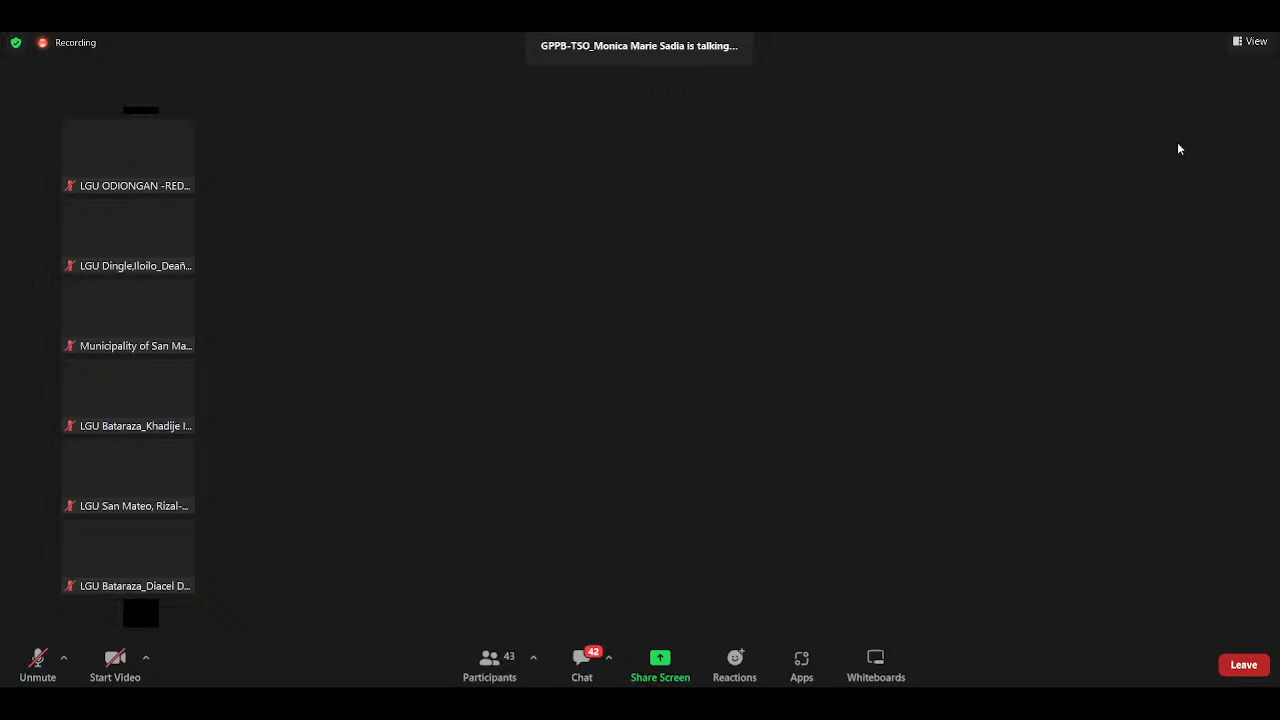 Recording
GPPB-TSO_Monica Marie Sadia is talking...
View
LGU ODIONGAN -RED...
LGU Dingle,Iloilo_Deañ...
Municipality of San Ma...
LGU Bataraza_Khadije I...
LGU San Mateo, Rizal-...
LGU Bataraza_Diacel D...
Unmute
Start Video
43
Participants
42
Chat
Share Screen
Reactions
Apps
Whiteboards
Leave